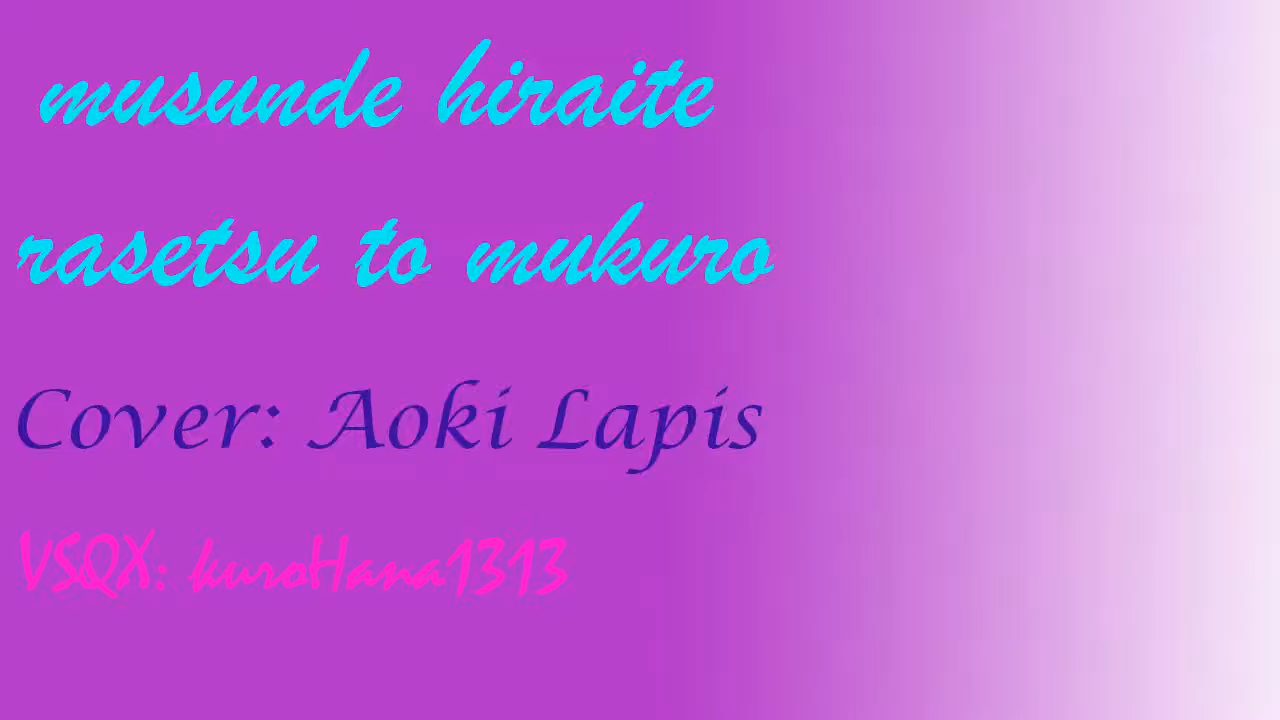 musunde hiraite
rasetsu to mukuro
Cover: Aoki Lapis
VSQX: kuroHana1313